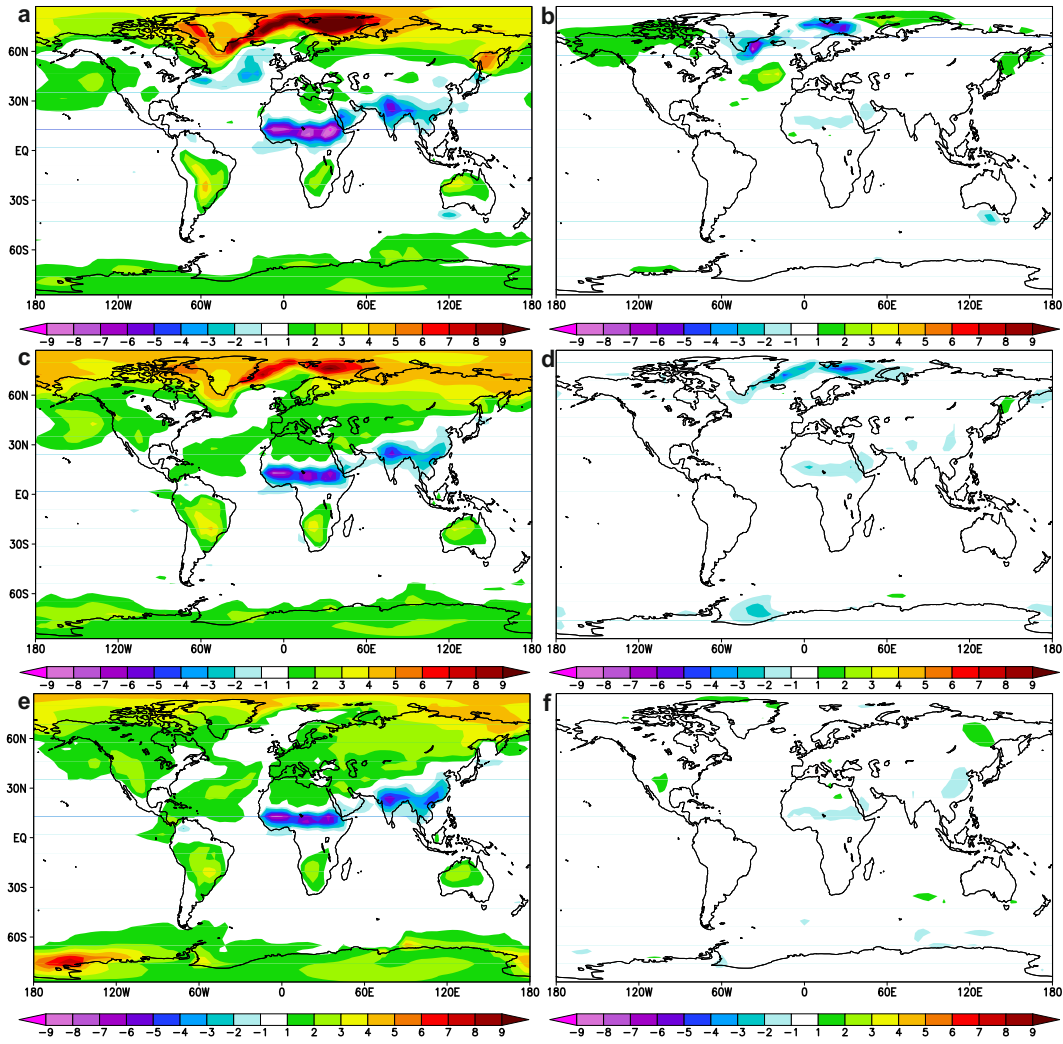 a b
60N
30N
EQ
30S
60S
180 120W 60W 0 60E 120E 180 180 120W 60W 0 60E 120E 180
−9 −8 −7 −6 −5 −4 −3 −2 −1 1 2 3 4 5 6 7 8 9 −9 −8 −7 −6 −5 −4 −3 −2 −1 1 2 3 4 5 6 7 8 9
c d
60N
30N
EQ
30S
60S
180 120W 60W 0 60E 120E 180 180 120W 60W 0 60E 120E 180
−9 −8 −7 −6 −5 −4 −3 −2 −1 1 2 3 4 5 6 7 8 9 −9 −8 −7 −6 −5 −4 −3 −2 −1 1 2 3 4 5 6 7 8 9
e f
60N
30N
EQ
30S
60S
180 120W 60W 0 60E 120E 180 180 120W 60W 0 60E 120E 180
−9 −8 −7 −6 −5 −4 −3 −2 −1 1 2 3 4 5 6 7 8 9 −9 −8 −7 −6 −5 −4 −3 −2 −1 1 2 3 4 5 6 7 8 9